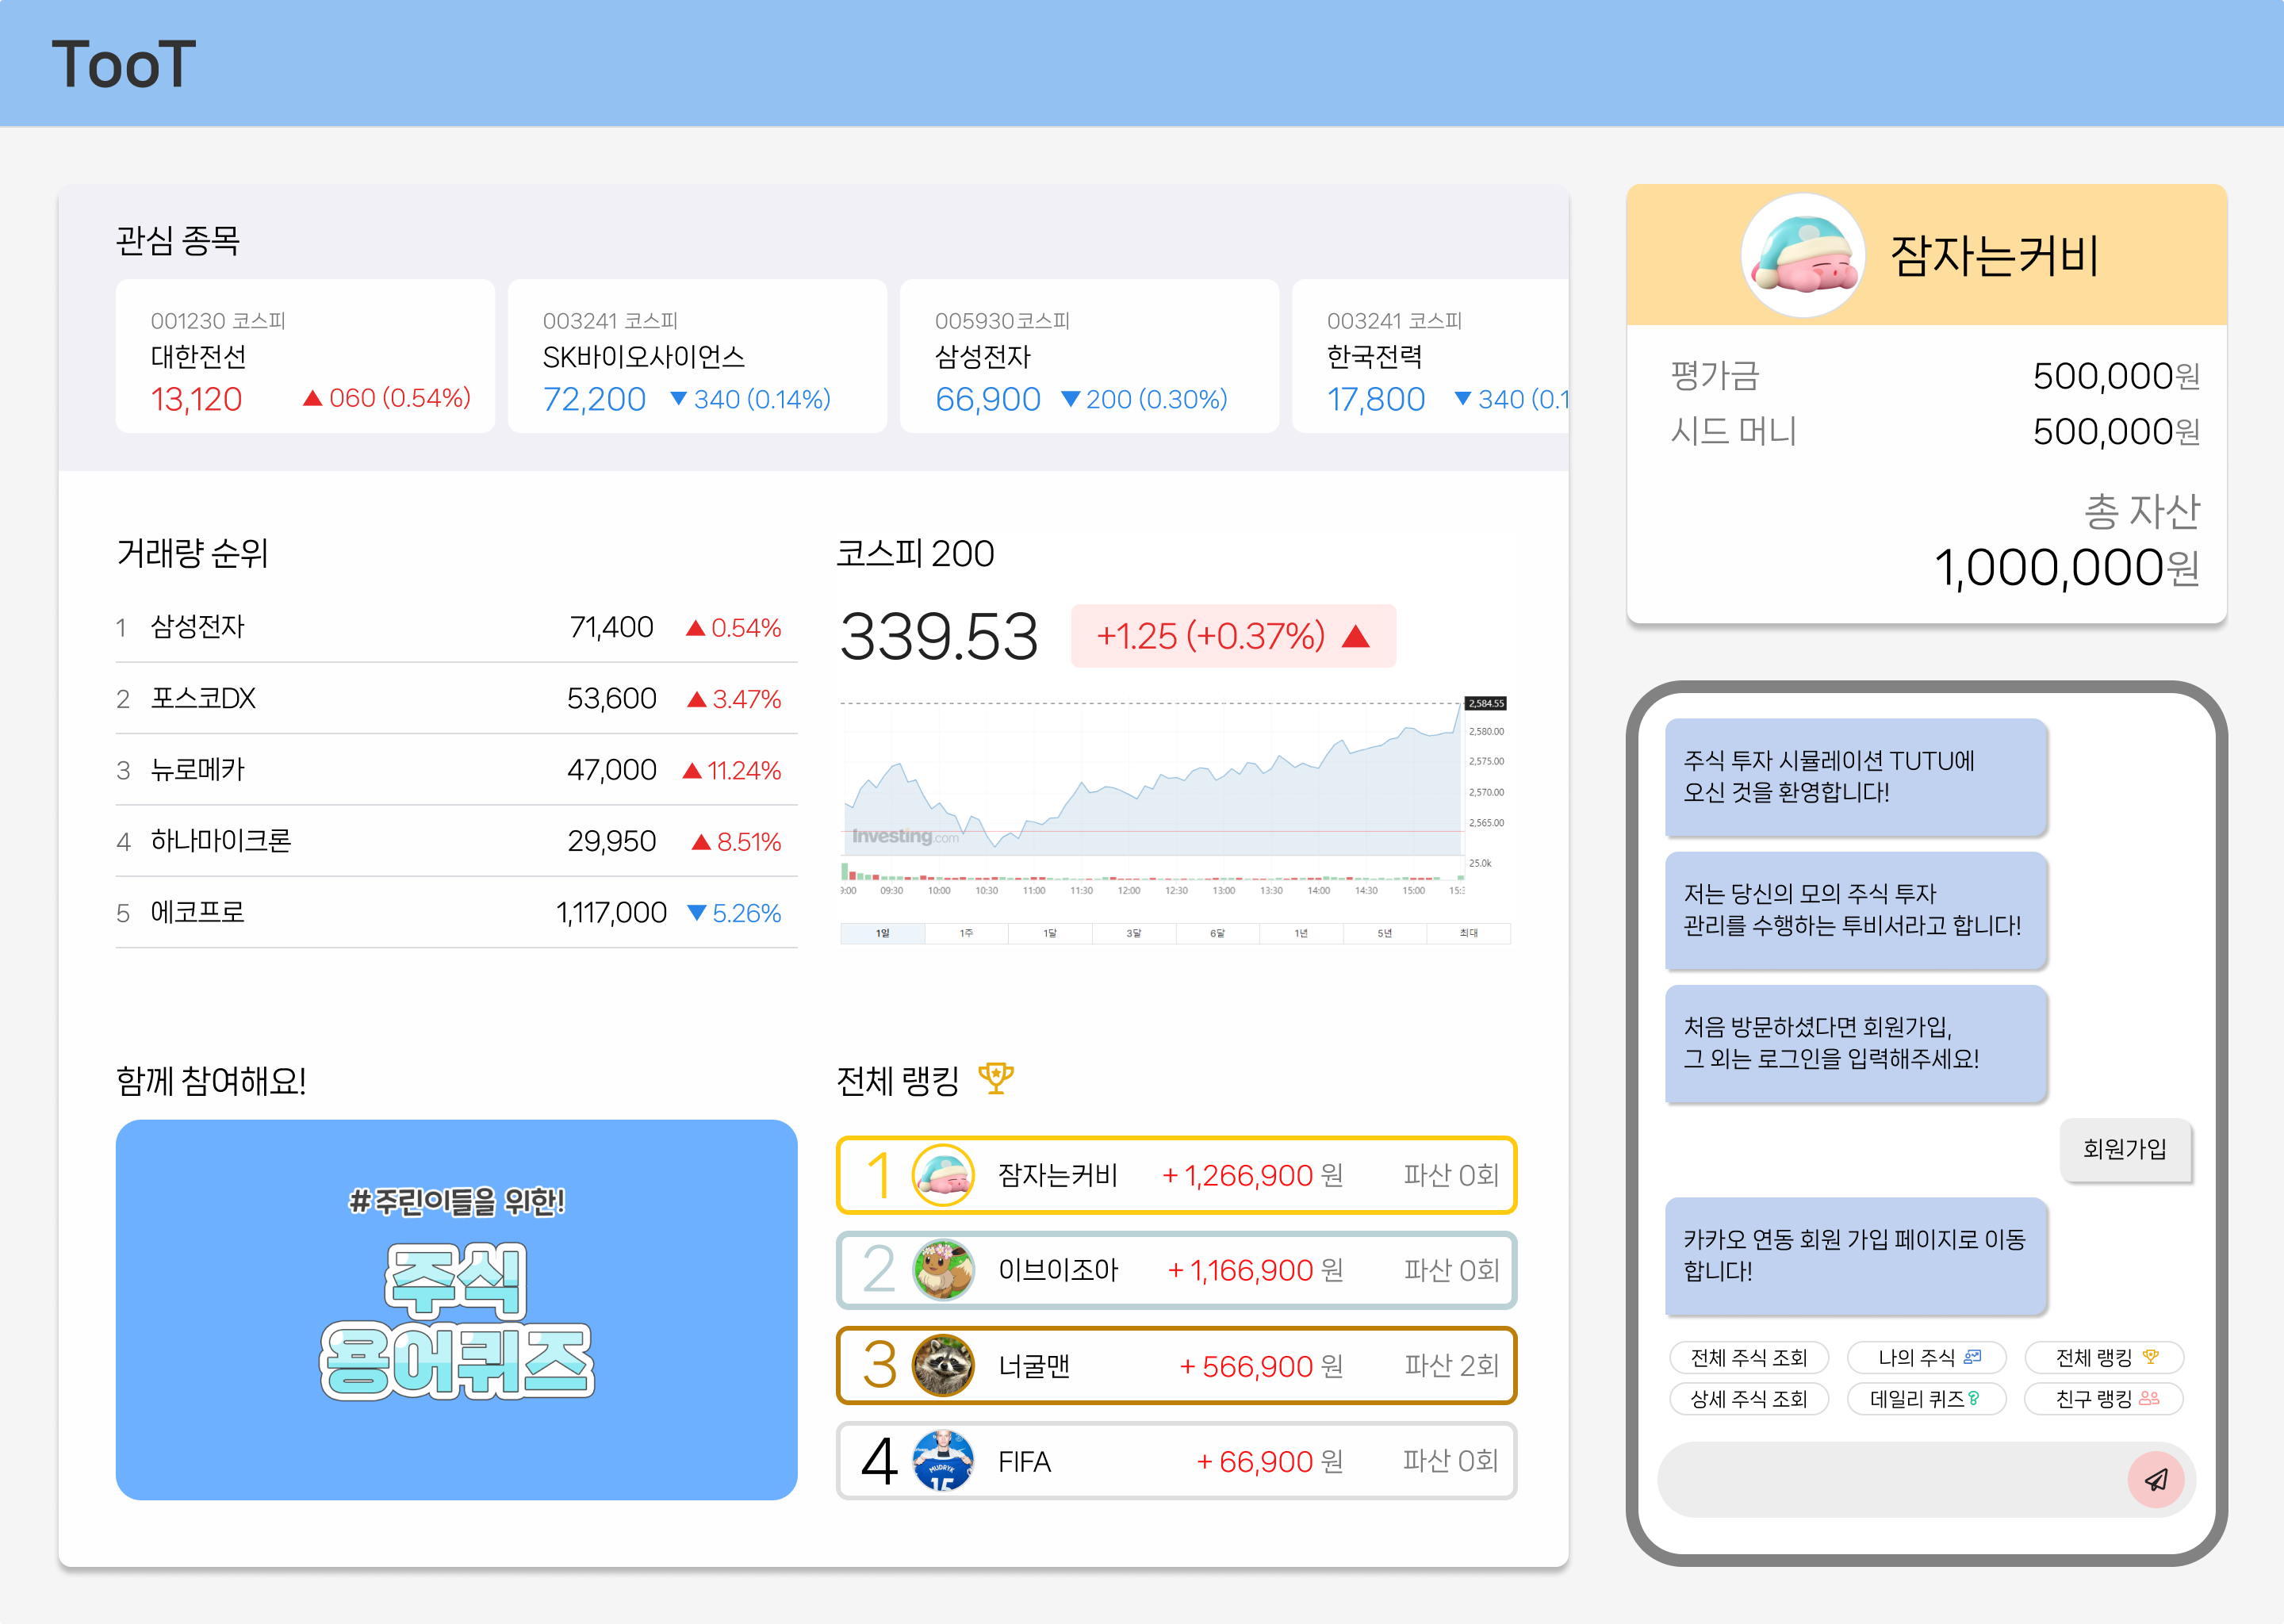 TooT
관심 종목
001230 코스피
대한전선
13,120 ▲ 060 (0.54%)
003241 코스피
SK바이오사이언스
72,200 ▼ 340 (0.14%)
005930코스피
삼성전자
66,900 ▼ 200 (0.30%)
003241 코스피
한국전력
17,800 ▼ 340 (0.1
거래량 순위
1 삼성전자 71,400 ▲ 0.54%
2 포스코DX 53,600 ▲ 3.47%
3 뉴로메카 47,000 ▲ 11.24%
4 하나마이크론 29,950 ▲ 8.51%
5 에코프로 1,117,000 ▼ 5.26%
코스피 200
339.53 +1.25 (+0.37%) ▲
2,584.55
2,580.00
2,575.00
2,570.00
2,565.00
Investing.com
25.0k
9:00 09:30 10:00 10:30 11:00 11:30 12:00 12:30 13:00 13:30 14:00 14:30 15:00 15:3
1일 1주 1달 3달 6달 1년 5년 최대
함께 참여해요!
#주린이들을 위한!
주식
용어퀴즈
전체 랭킹
1 잠자는커비 + 1,266,900 원 파산 0회
2 이브이조아 + 1,166,900 원 파산 0회
3 너굴맨 + 566,900 원 파산 2회
4 FIFA + 66,900 원 파산 0회
MUDRYK
15
잠자는커비
평가금 500,000원
시드 머니 500,000원
총 자산
1,000,000원
주식 투자 시뮬레이션 TUTU에
오신 것을 환영합니다!
저는 당신의 모의 주식 투자
관리를 수행하는 투비서라고 합니다!
처음 방문하셨다면 회원가입,
그 외는 로그인을 입력해주세요!
회원가입
카카오 연동 회원 가입 페이지로 이동
합니다!
전체 주식 조회 나의 주식 전체 랭킹
상세 주식 조회 데일리 퀴즈 친구 랭킹